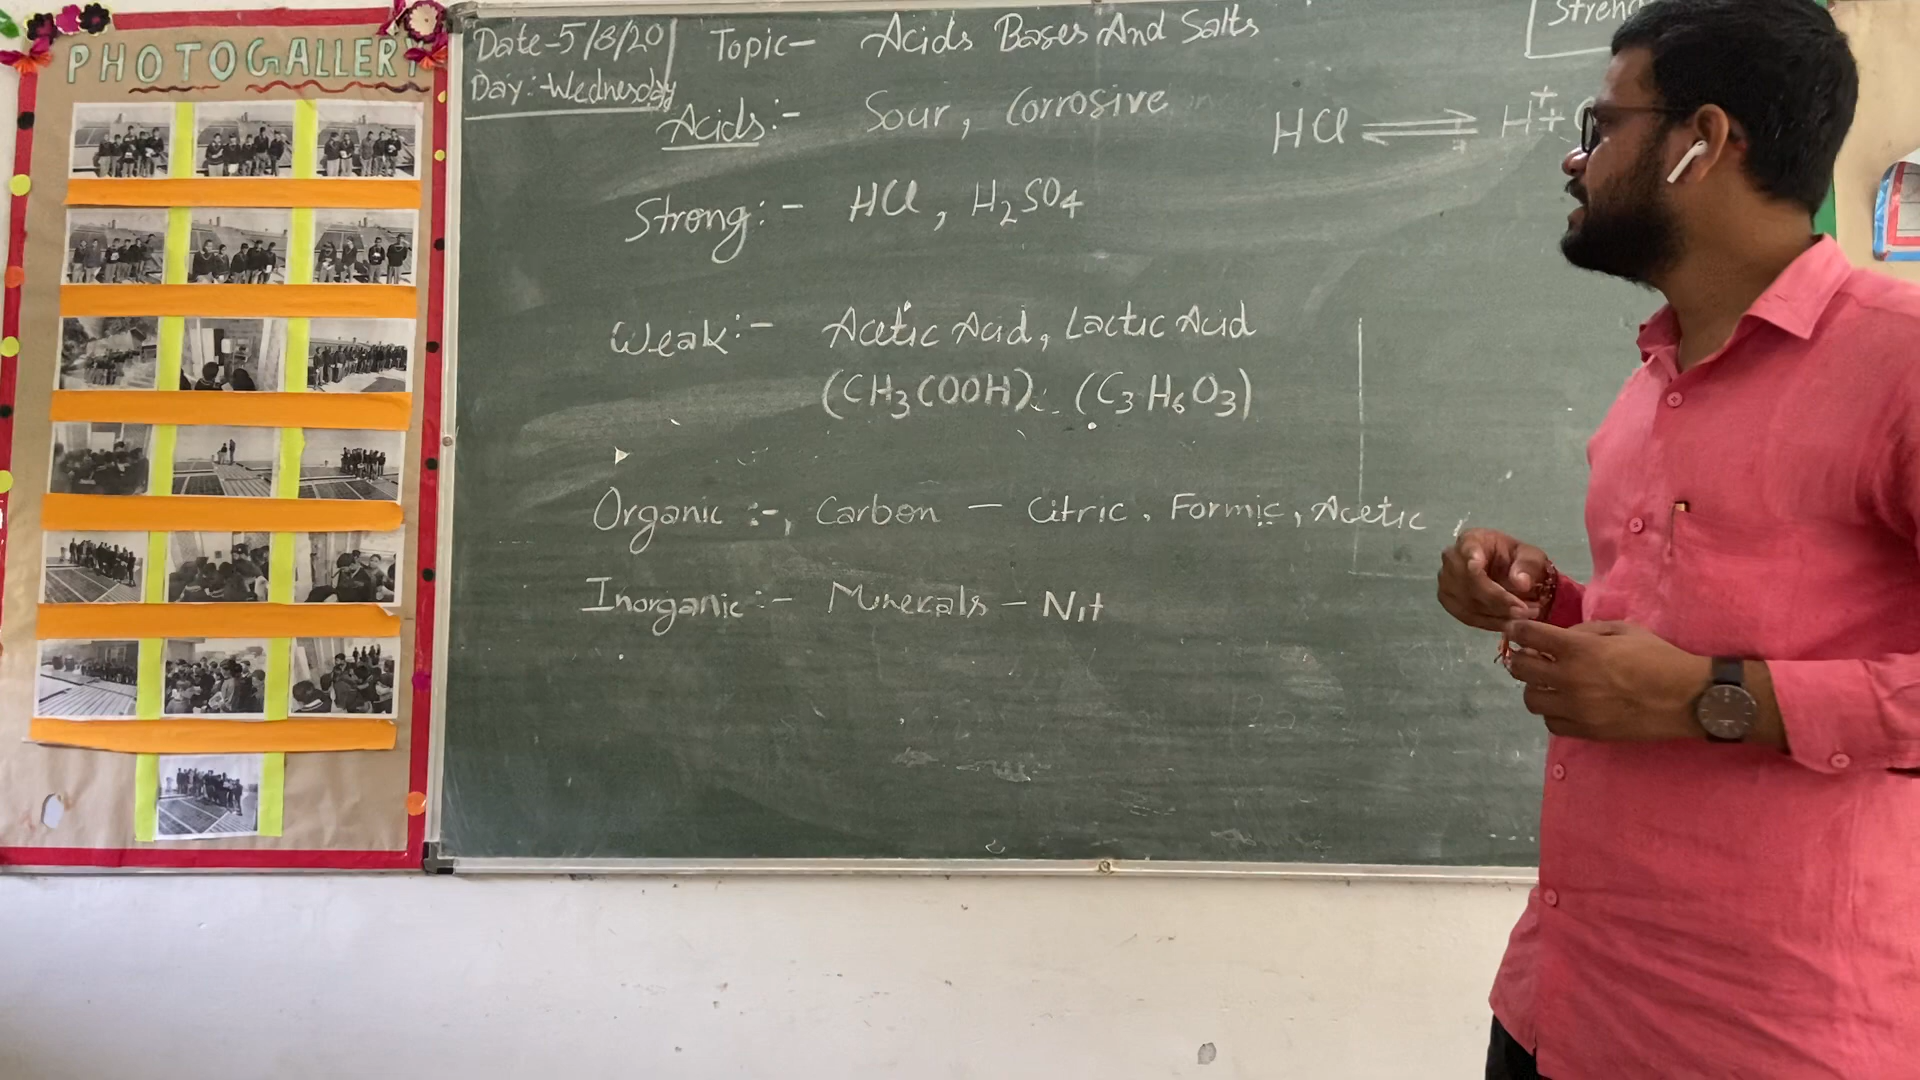 PHOTOGALLERY
Date-5/8/20
Day:-Wednesday
Topic- Acids Bases And Salts
Acids:- Sour, Corrosive
HCl ⇌ H⁺+
Strong:- HCl, H₂SO₄
Weak:- Acetic Acid, Lactic Acid
(CH₃COOH), (C₃H₆O₃)
Organic :-, Carbon - Citric, Formic, Acetic,
Inorganic:- Minerals - Nit